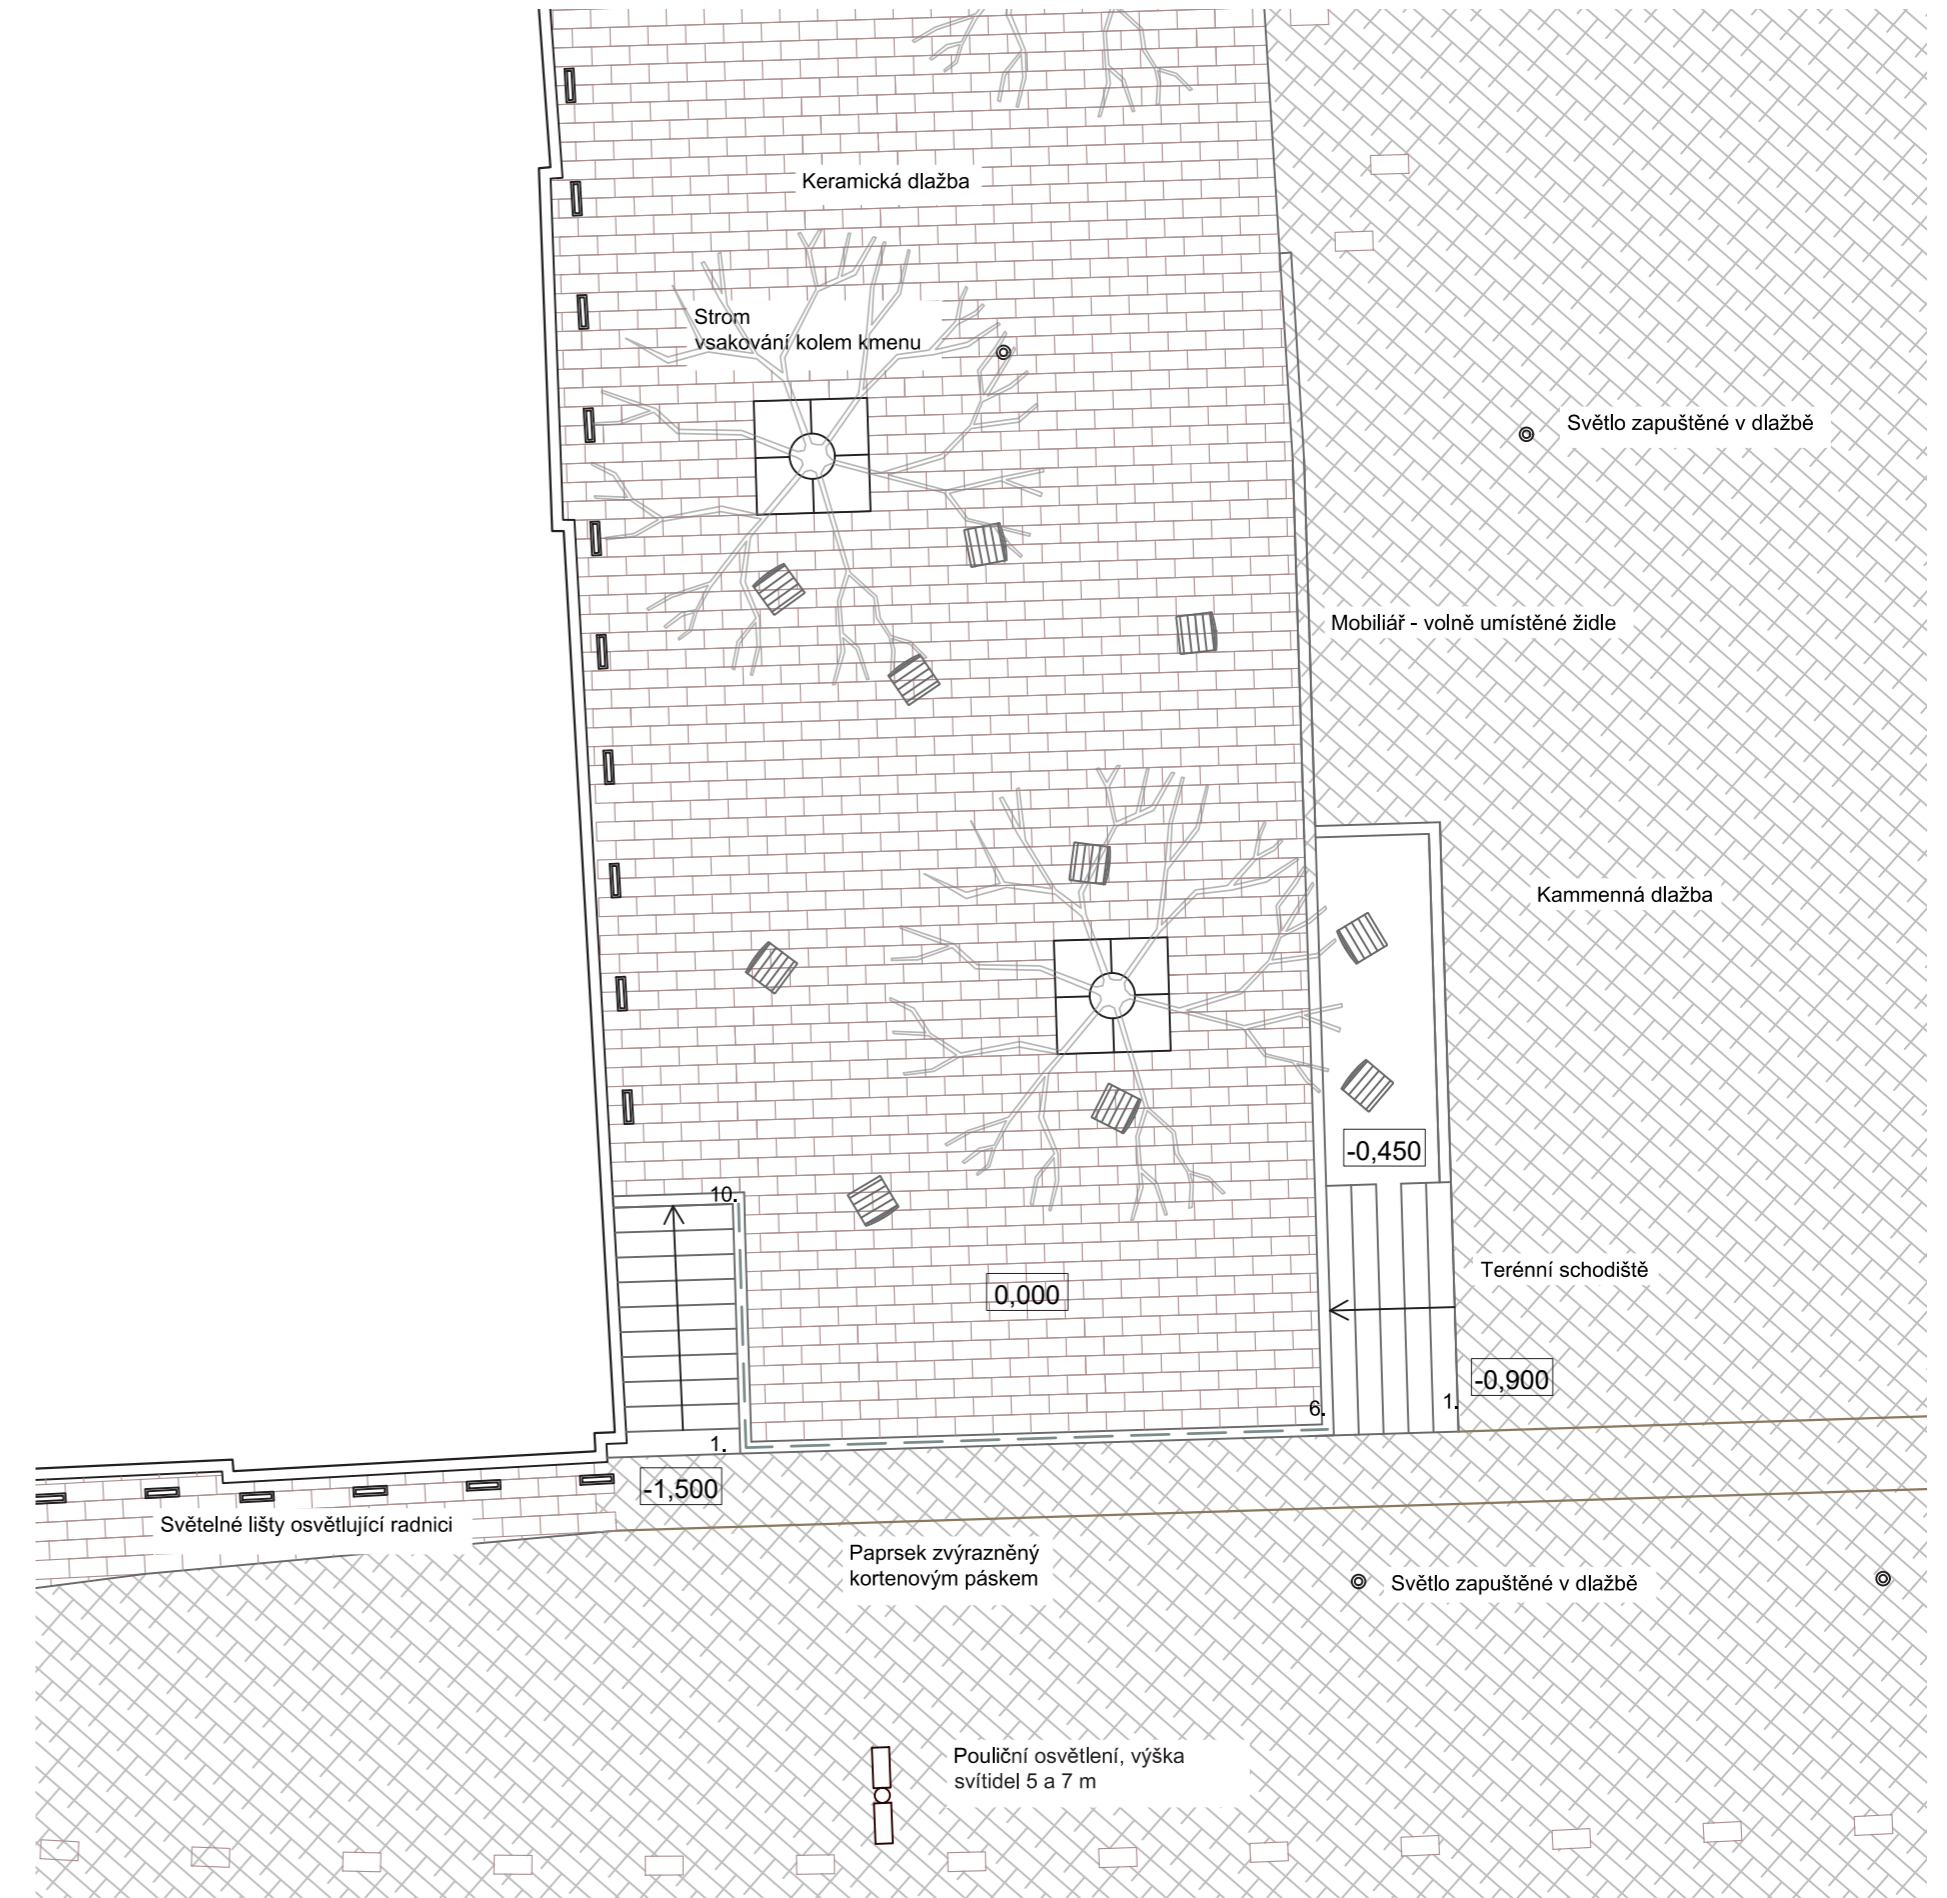 Keramická dlažba
Strom
vsakování kolem kmenu
Světlo zapuštěné v dlažbě
Mobiliář - volně umístěné židle
Kammenná dlažba
-0,450
10.
Terénní schodiště
0,000
-0,900
6.
1.
1.
-1,500
Světelné lišty osvětlující radnici
Paprsek zvýrazněný
kortenovým páskem
Světlo zapuštěné v dlažbě
Pouliční osvětlení, výška
svítidel 5 a 7 m